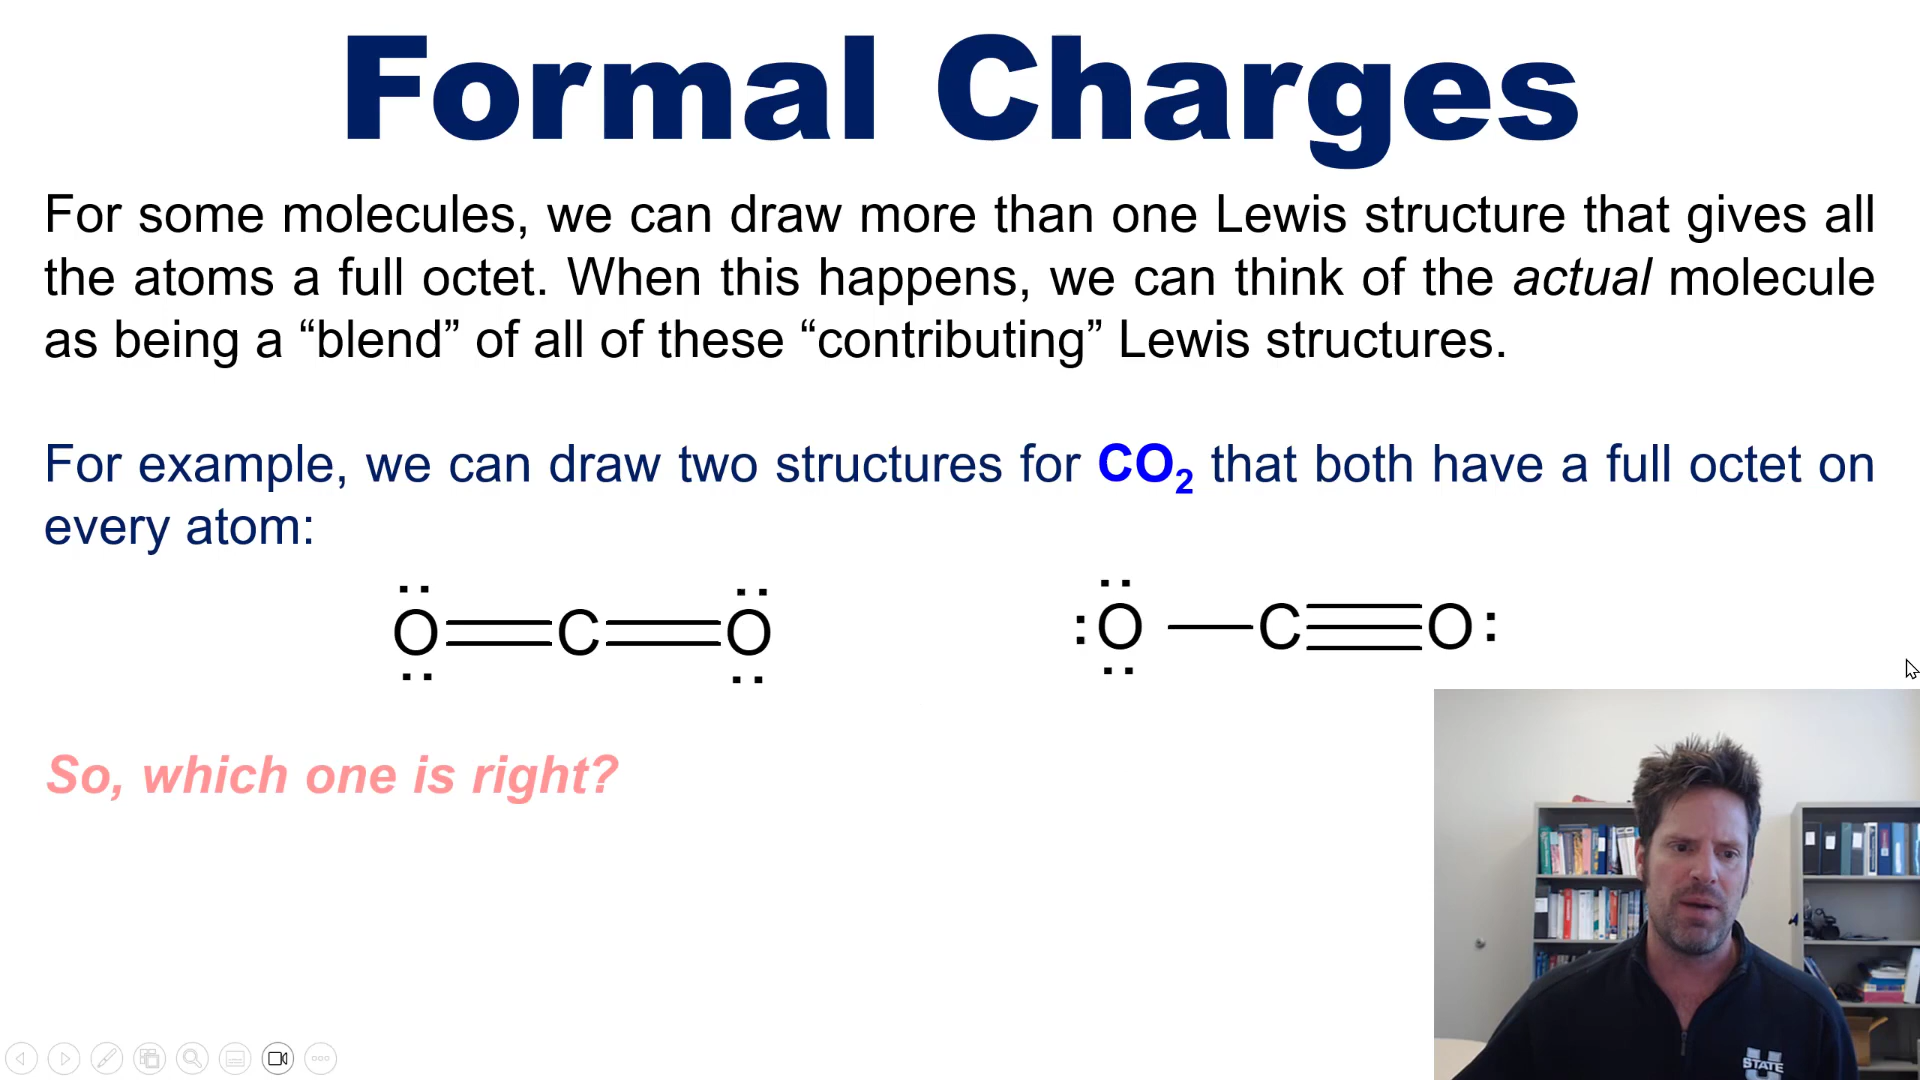 Formal Charges
For some molecules, we can draw more than one Lewis structure that gives all
the atoms a full octet. When this happens, we can think of the actual molecule
as being a “blend” of all of these “contributing” Lewis structures.
For example, we can draw two structures for CO₂ that both have a full octet on
every atom:
O C O
O C O
So, which one is right?
STATE